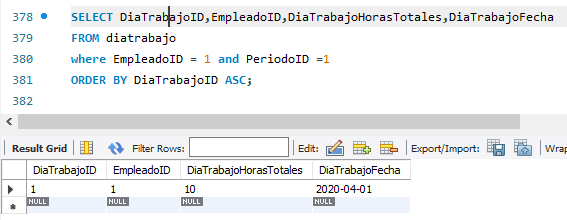 378 SELECT DiaTrabajoID,EmpleadoID,DiaTrabajoHorasTotales,DiaTrabajoFecha
379 FROM diatrabajo
380 where EmpleadoID = 1 and PeriodoID =1
381 ORDER BY DiaTrabajoID ASC;
382
Result Grid Filter Rows: Edit: Export/Import: Wrap
DiaTrabajoID EmpleadoID DiaTrabajoHorasTotales DiaTrabajoFecha
1 1 10 2020-04-01
NULL NULL NULL NULL